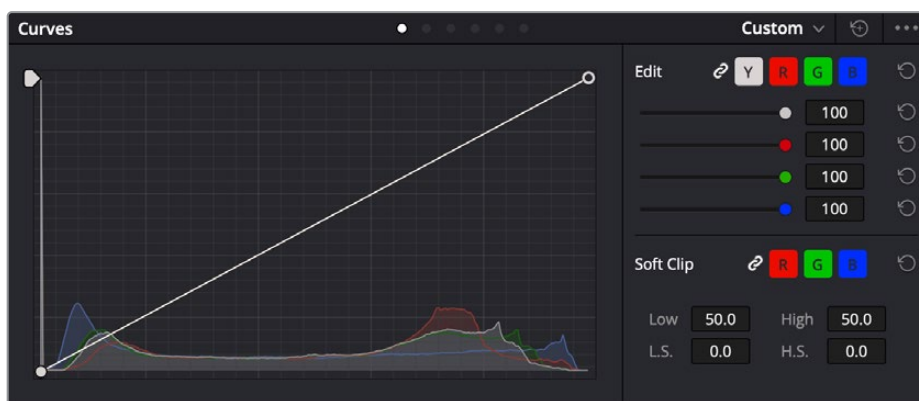 Curves
Custom
Edit Y R G B
100
100
100
100
Soft Clip R G B
Low 50.0 High 50.0
L.S. 0.0 H.S. 0.0